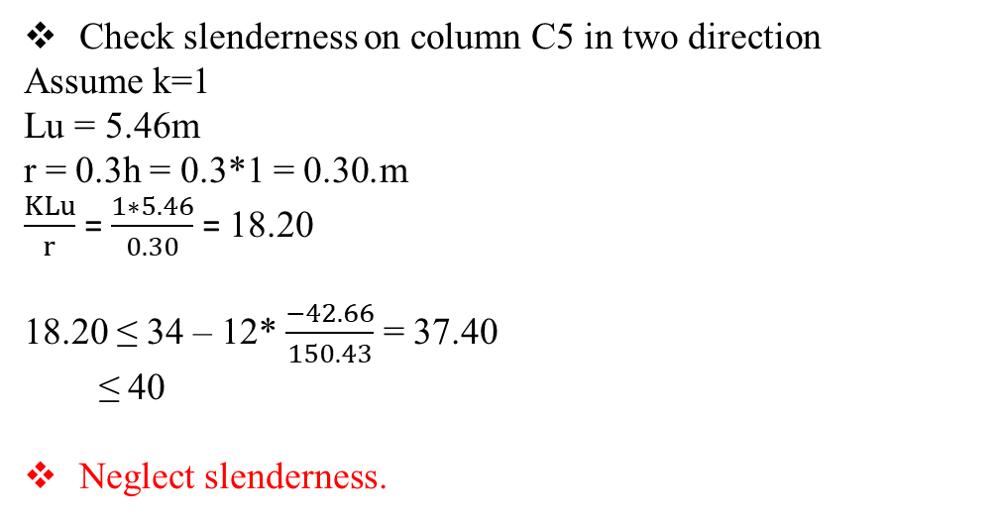 ❖ Check slenderness on column C5 in two direction
Assume k=1
Lu = 5.46m
r = 0.3h = 0.3*1 = 0.30.m
KLu/r = 1∗5.46/0.30 = 18.20
18.20 ≤ 34 – 12* −42.66/150.43 = 37.40
≤ 40
❖ Neglect slenderness.